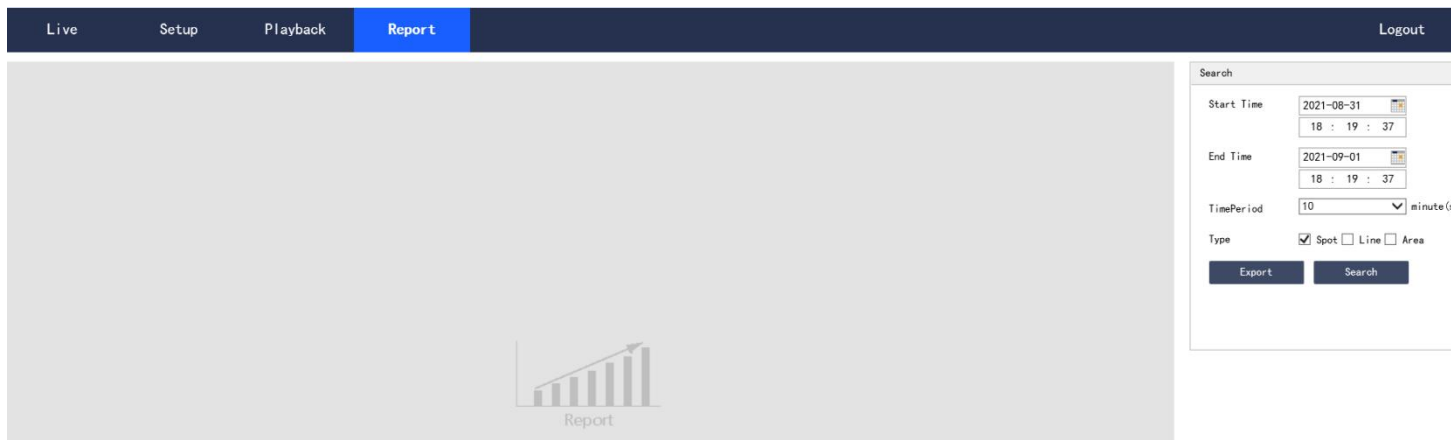 Live Setup Playback Report Logout
Search
Start Time 2021-08-31
18 : 19 : 37
End Time 2021-09-01
18 : 19 : 37
TimePeriod 10 minute(s
Type Spot Line Area
Export Search
Report